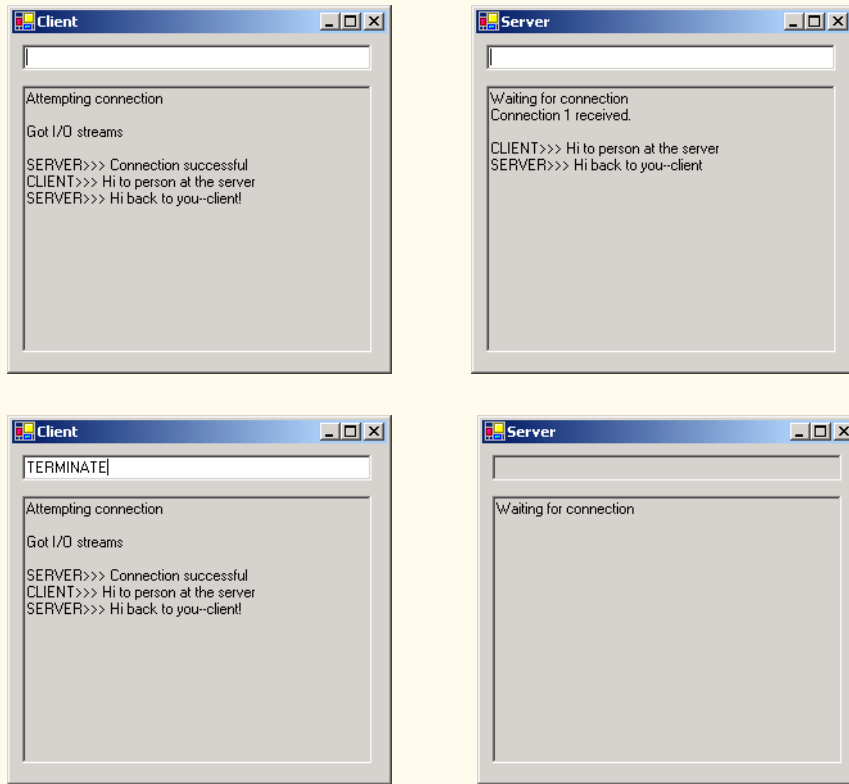 Client
Attempting connection
Got I/O streams
SERVER>>> Connection successful
CLIENT>>> Hi to person at the server
SERVER>>> Hi back to you--client!
Server
Waiting for connection
Connection 1 received.
CLIENT>>> Hi to person at the server
SERVER>>> Hi back to you--client
Client
TERMINATE
Attempting connection
Got I/O streams
SERVER>>> Connection successful
CLIENT>>> Hi to person at the server
SERVER>>> Hi back to you--client!
Server
Waiting for connection